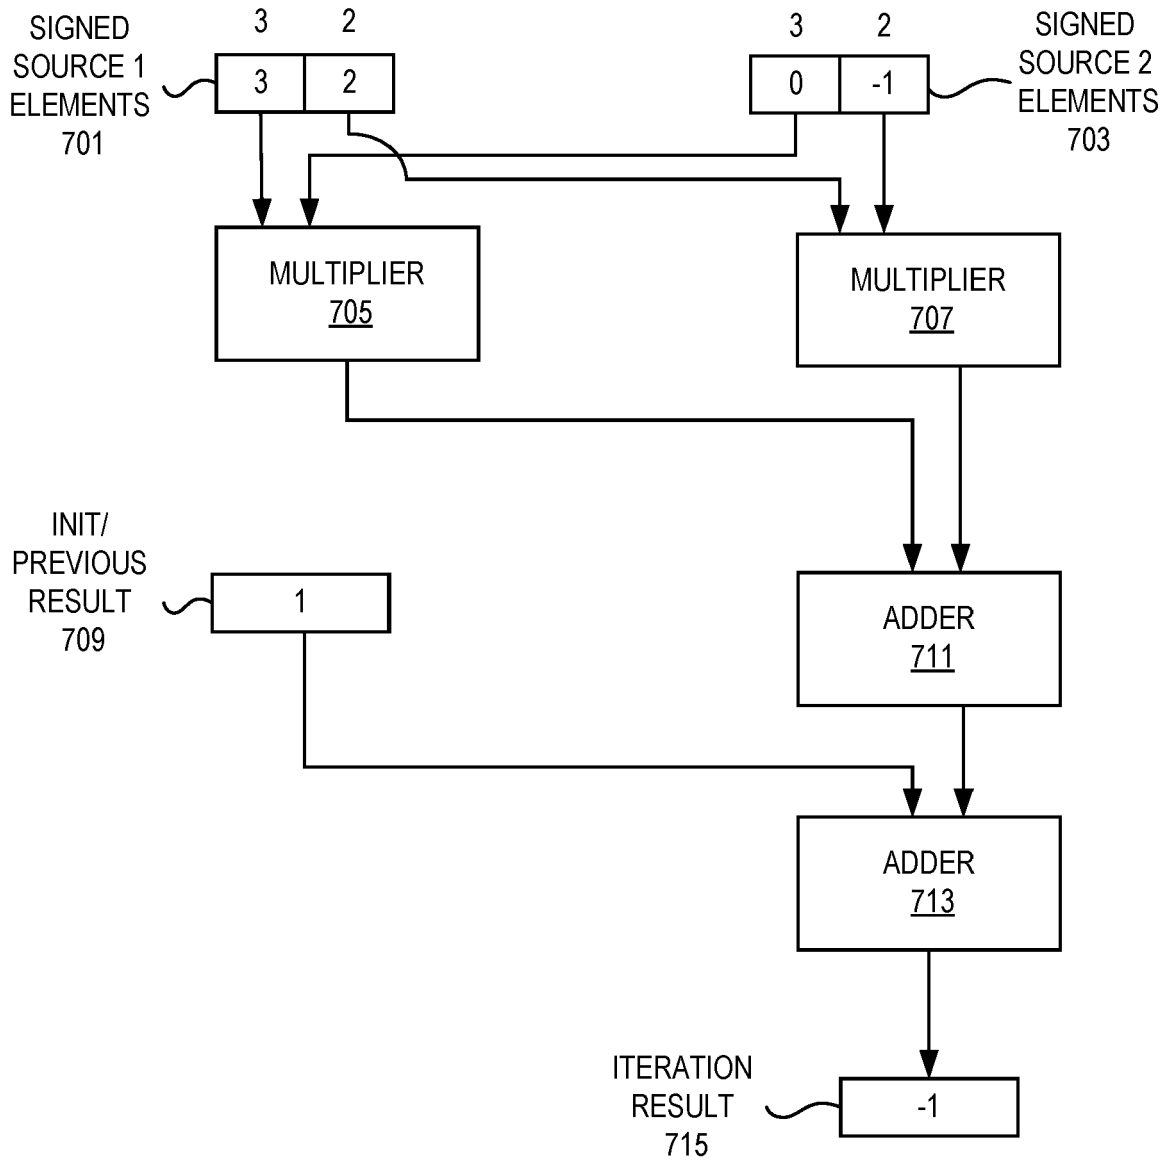 SIGNED
SOURCE 1
ELEMENTS
701
3 2
3 2
3 2
0 -1
SIGNED
SOURCE 2
ELEMENTS
703
MULTIPLIER
705
MULTIPLIER
707
INIT/
PREVIOUS
RESULT
709
1
ADDER
711
ADDER
713
ITERATION
RESULT
715
-1